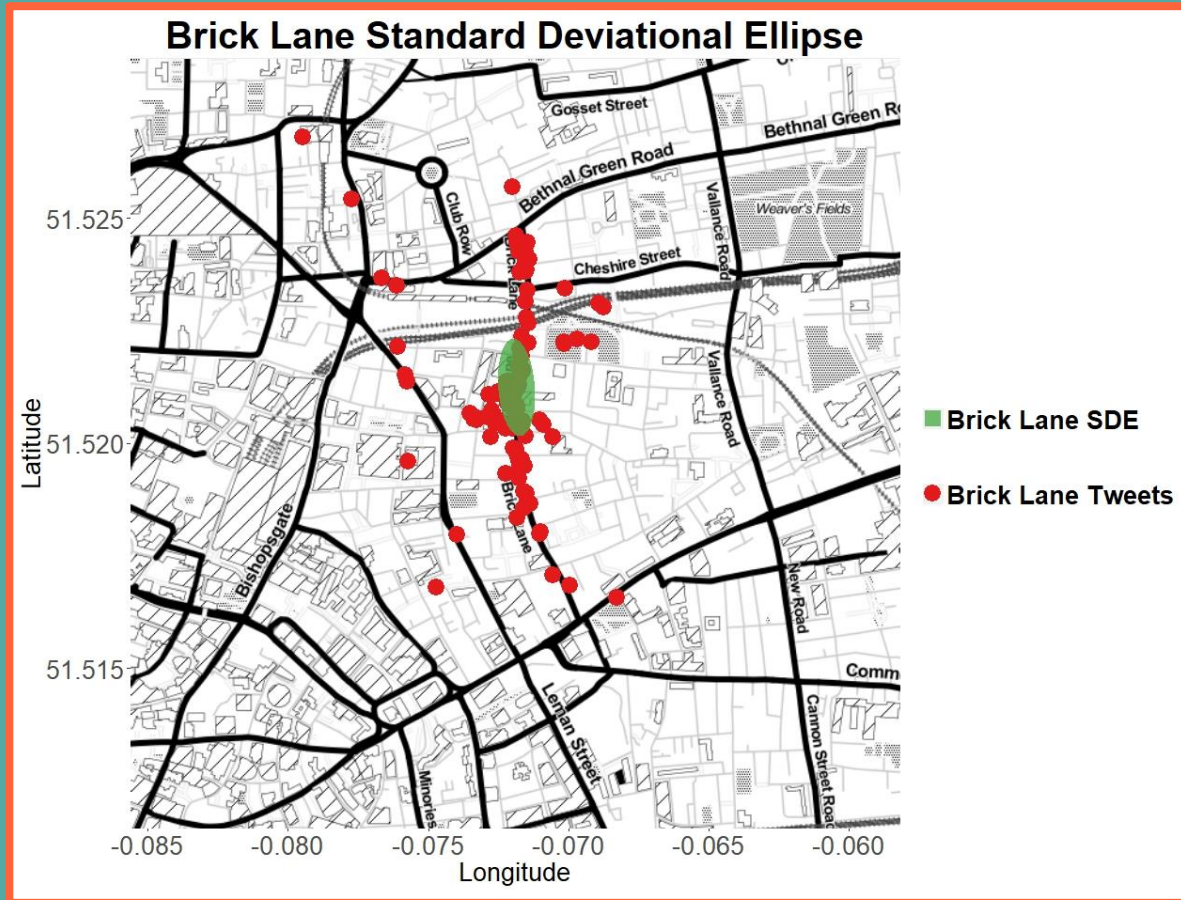 Brick Lane Standard Deviational Ellipse
Gosset Street
Bethnal Green
Bethnal Green Road
Club Row
Vallance Road
Weaver's Fields
Brick Lane
Cheshire Street
51.525
Vallance Road
51.520
Latitude
Brick Lane SDE
Brick Lane Tweets
Brick Lane
Bishopsgate
New Road
51.515
Comm
Leman Street
Cannon Street Road
Minories
-0.085
-0.080
-0.075
-0.070
-0.065
-0.060
Longitude